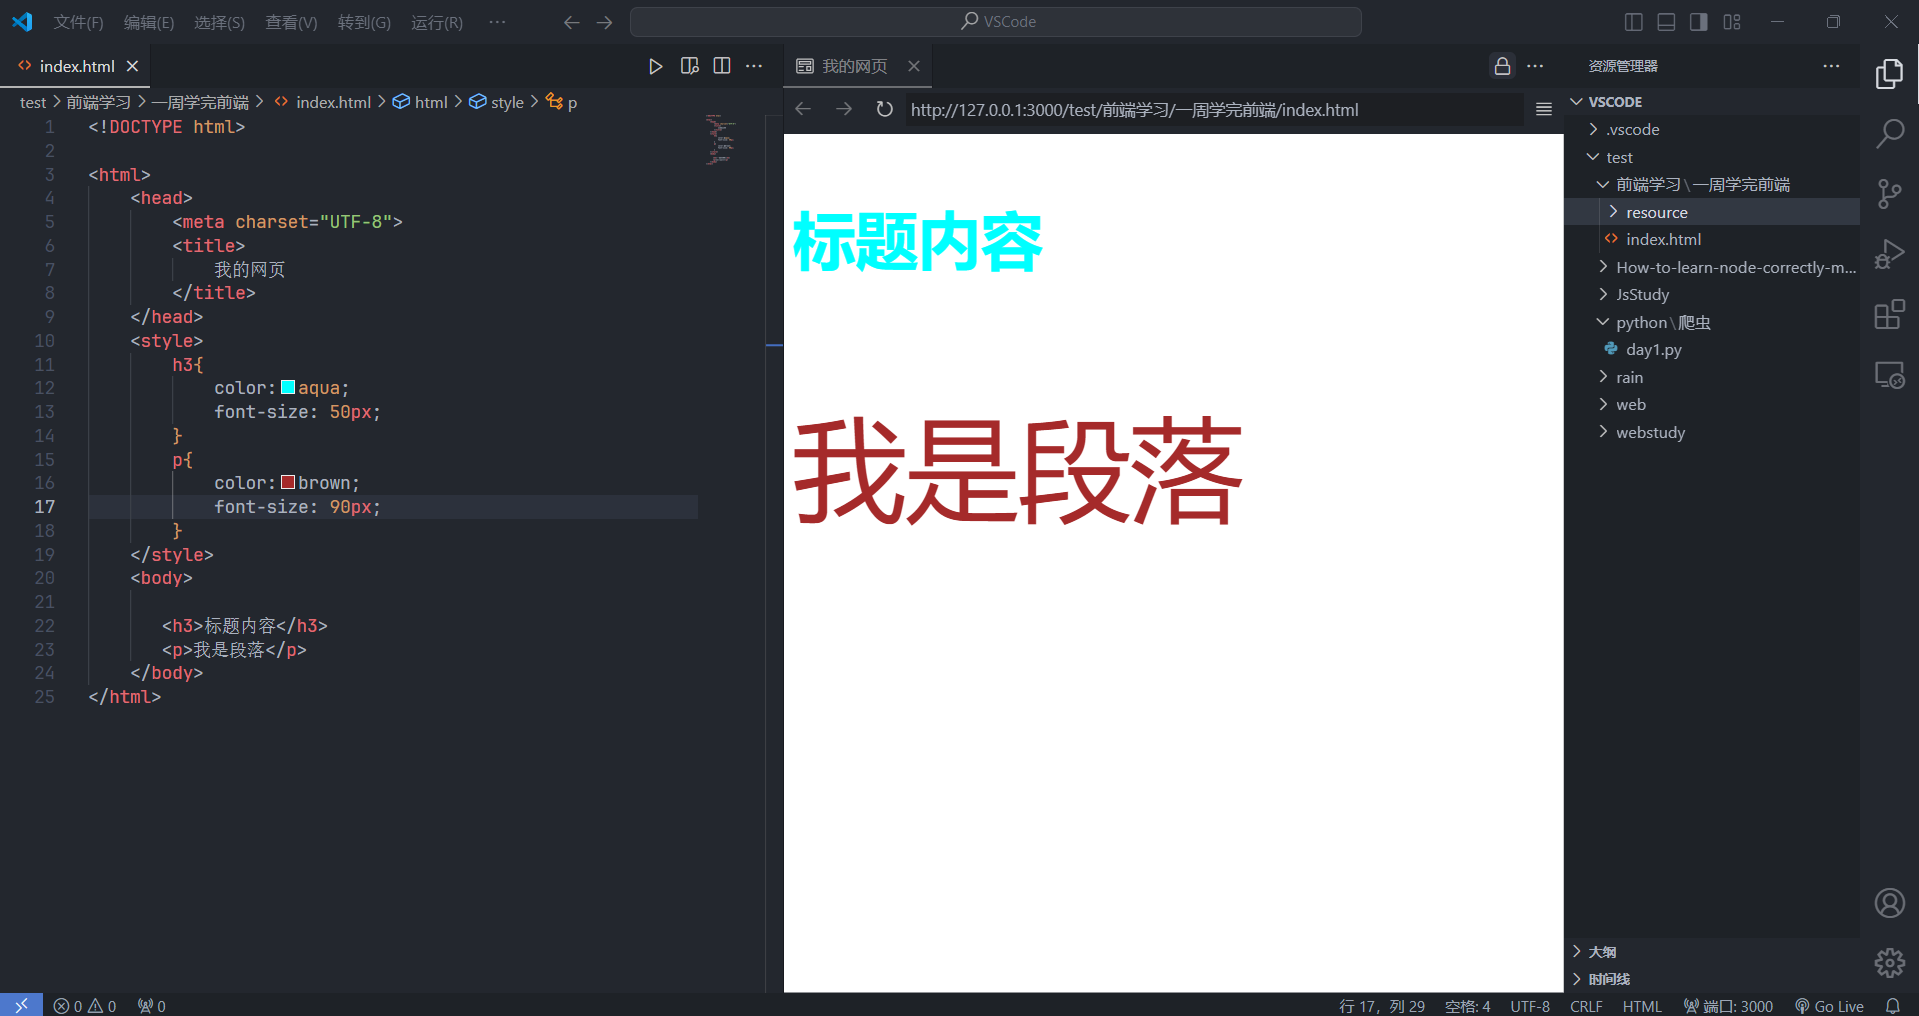 文件(F) 编辑(E) 选择(S) 查看(V) 转到(G) 运行(R) ··· VSCode
index.html
test > 前端学习 > 一周学完前端 > index.html > html > style > p
1 <!DOCTYPE html>
2
3 <html>
4 <head>
5 <meta charset="UTF-8">
6 <title>
7 我的网页
8 </title>
9 </head>
10 <style>
11 h3{
12 color:aqua;
13 font-size: 50px;
14 }
15 p{
16 color:brown;
17 font-size: 90px;
18 }
19 </style>
20 <body>
21
22 <h3>标题内容</h3>
23 <p>我是段落</p>
24 </body>
25 </html>
我的网页
http://127.0.0.1:3000/test/前端学习/一周学完前端/index.html
标题内容
我是段落
资源管理器
VSCODE
.vscode
test
前端学习\一周学完前端
resource
index.html
How-to-learn-node-correctly-m...
JsStudy
python\爬虫
day1.py
rain
web
webstudy
大纲
时间线
0 0 0 行 17，列 29 空格: 4 UTF-8 CRLF HTML 端口: 3000 Go Live